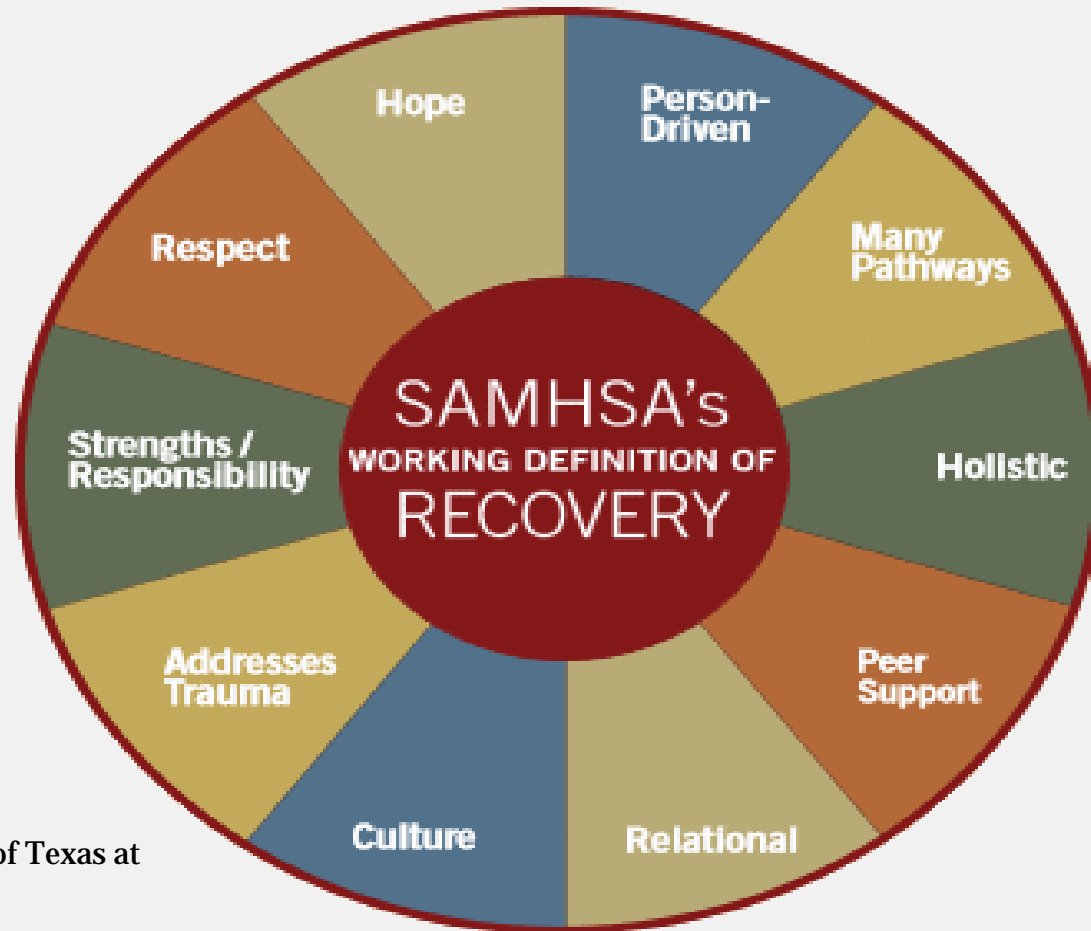 Hope
Person-
Driven
Many
Pathways
Holistic
Peer
Support
Relational
Culture
Addresses
Trauma
Strengths /
Responsibility
Respect
SAMHSA's
WORKING DEFINITION OF
RECOVERY
of Texas at